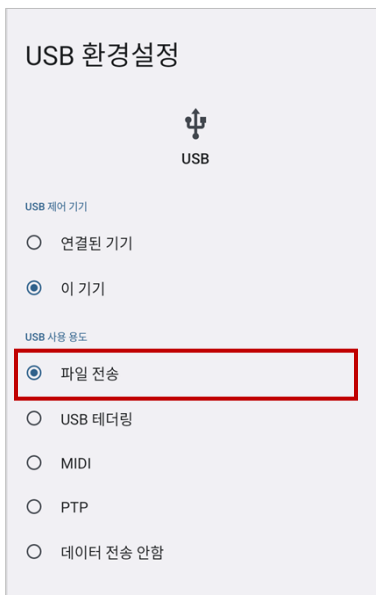 USB 환경설정
USB
USB 제어 기기
연결된 기기
이 기기
USB 사용 용도
파일 전송
USB 테더링
MIDI
PTP
데이터 전송 안함